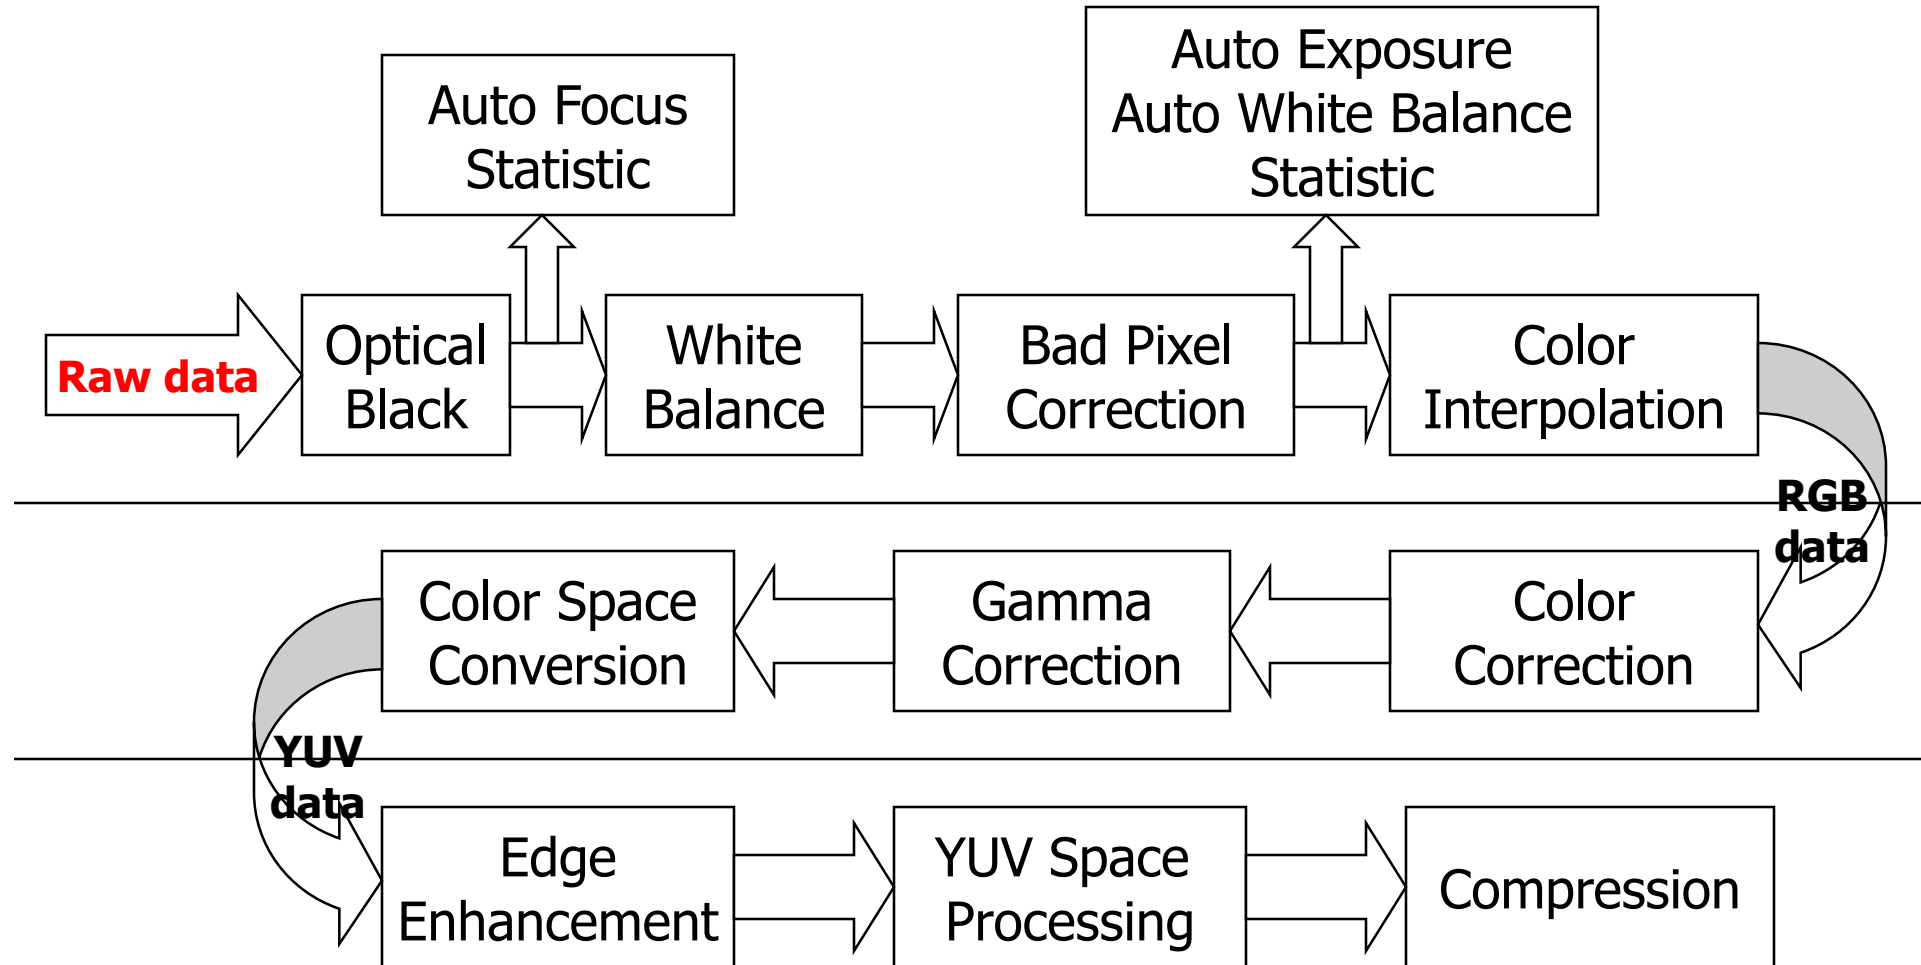 Auto Focus
Statistic
Auto Exposure
Auto White Balance
Statistic
Raw data
Optical
Black
White
Balance
Bad Pixel
Correction
Color
Interpolation
RGB
data
Color
Correction
Gamma
Correction
Color Space
Conversion
YUV
data
Edge
Enhancement
YUV Space
Processing
Compression